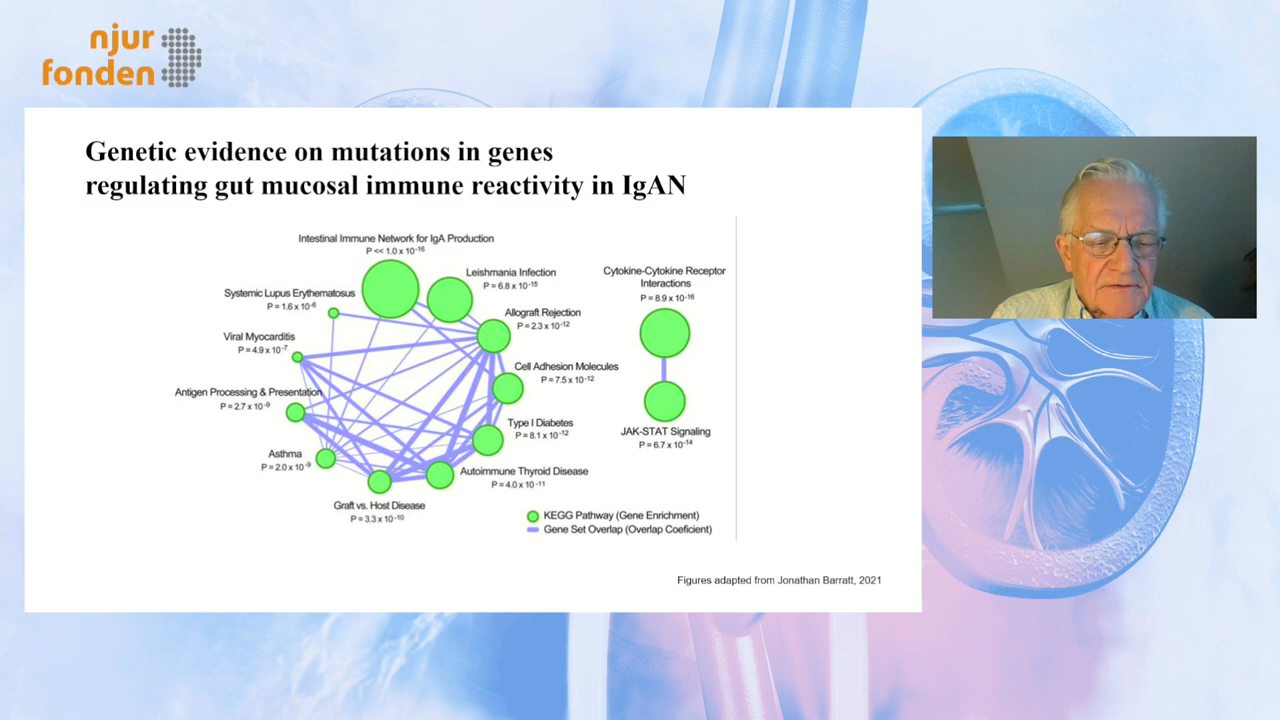 njur
fonden
Genetic evidence on mutations in genes
regulating gut mucosal immune reactivity in IgAN
Intestinal Immune Network for IgA Production
P << 1.0 x 10-16
Leishmania Infection
P = 6.8 x 10-15
Systemic Lupus Erythematosus
P = 1.6 x 10-6
Allograft Rejection
P = 2.3 x 10-12
Viral Myocarditis
P = 4.9 x 10-7
Cell Adhesion Molecules
P = 7.5 x 10-12
Antigen Processing & Presentation
P = 2.7 x 10-9
Type I Diabetes
P = 8.1 x 10-12
Asthma
P = 2.0 x 10-9
Autoimmune Thyroid Disease
P = 4.0 x 10-11
Graft vs. Host Disease
P = 3.3 x 10-10
Cytokine-Cytokine Receptor
Interactions
P = 8.9 x 10-16
JAK-STAT Signaling
P = 6.7 x 10-14
KEGG Pathway (Gene Enrichment)
Gene Set Overlap (Overlap Coeficient)
Figures adapted from Jonathan Barratt, 2021